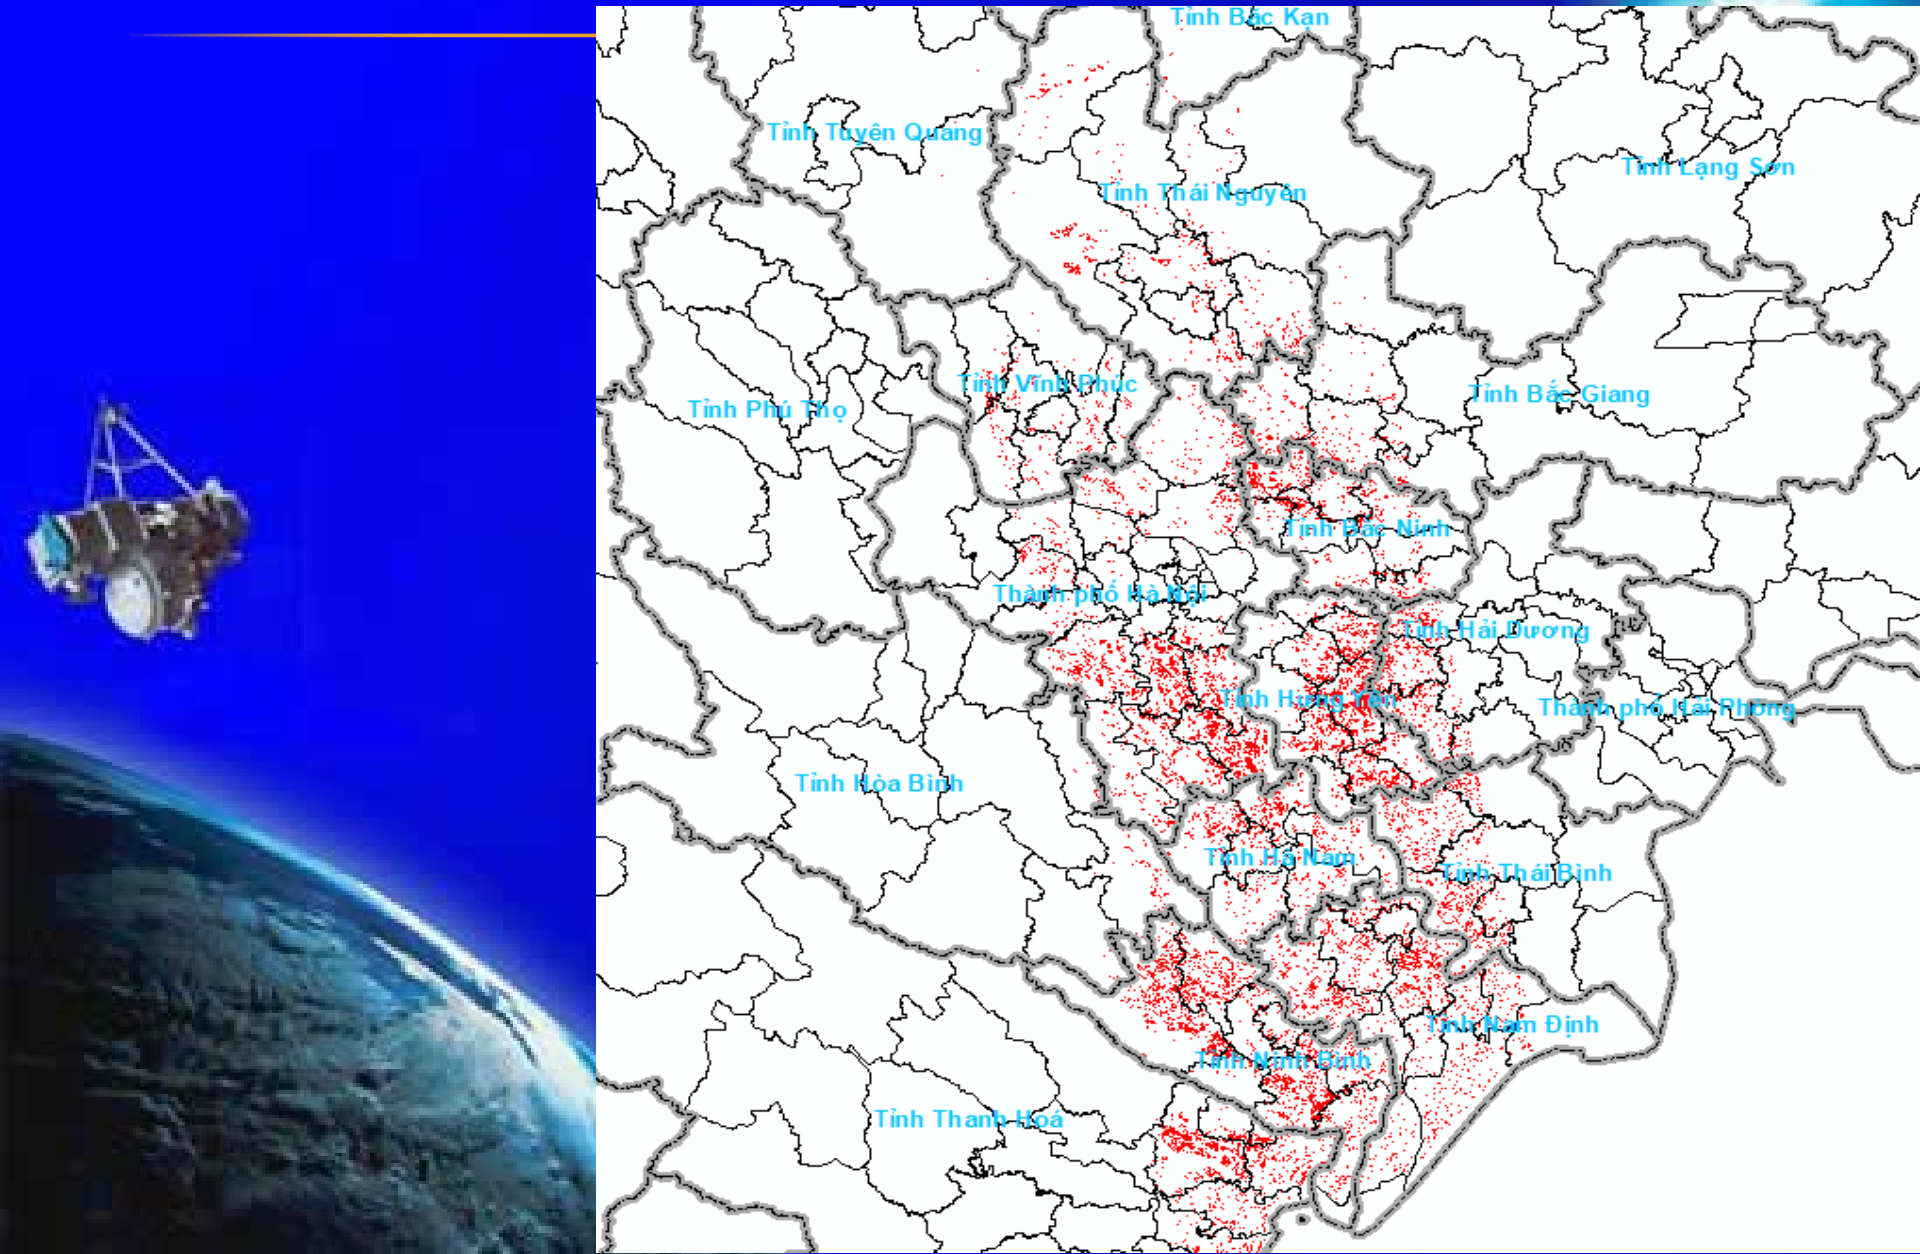 Tỉnh Bắc Kạn
Tỉnh Tuyên Quang
Tỉnh Lạng Sơn
Tỉnh Thái Nguyên
Tỉnh Vĩnh Phúc
Tỉnh Bắc Giang
Tỉnh Phú Thọ
Tỉnh Bắc Ninh
Thành phố Hà Nội
Tỉnh Hải Dương
Tỉnh Hưng Yên
Thành phố Hải Phòng
Tỉnh Hòa Bình
Tỉnh Hà Nam
Tỉnh Thái Bình
Tỉnh Nam Định
Tỉnh Ninh Bình
Tỉnh Thanh Hoá